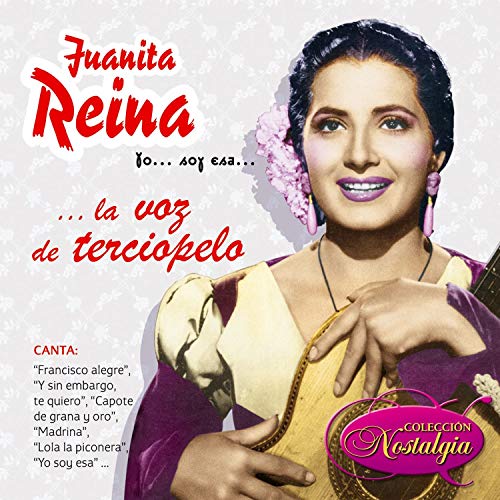 Juanita
Reina
yo... soy esa...
... la voz
de terciopelo
CANTA:
"Francisco alegre",
"Y sin embargo,
te quiero", "Capote
de grana y oro",
"Madrina",
"Lola la piconera",
"Yo soy esa" ...
COLECCIÓN
Nostalgia